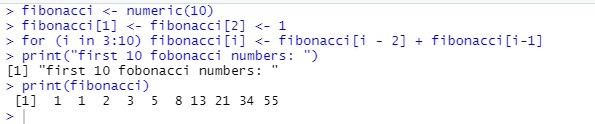 > fibonacci <- numeric(10)
> fibonacci[1] <- fibonacci[2] <- 1
> for (i in 3:10) fibonacci[i] <- fibonacci[i - 2] + fibonacci[i-1]
> print("first 10 fobonacci numbers: ")
[1] "first 10 fobonacci numbers: "
> print(fibonacci)
 [1]  1  1  2  3  5  8 13 21 34 55
>